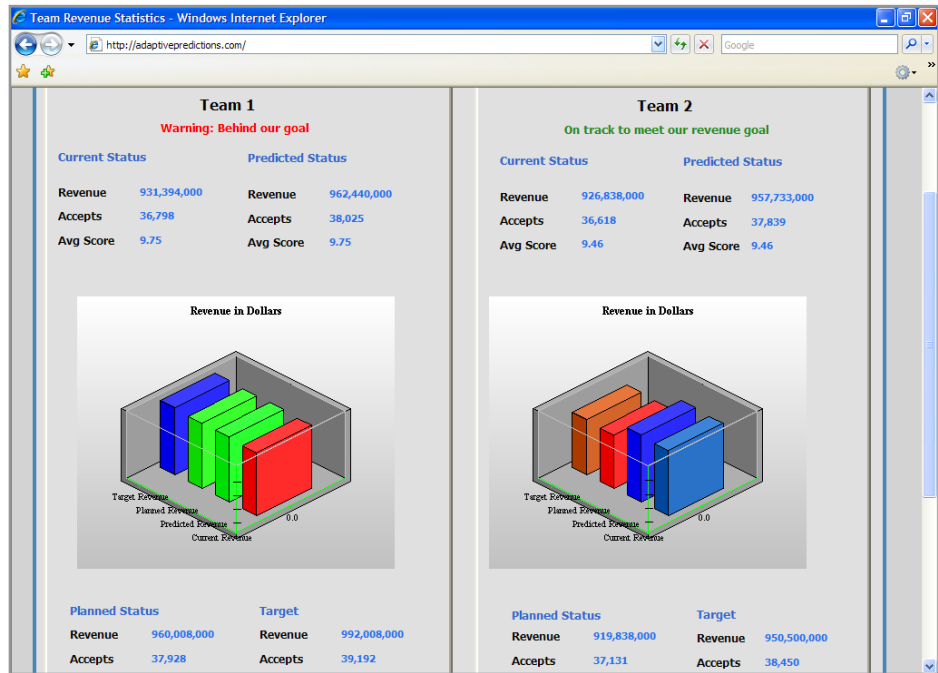 Team Revenue Statistics - Windows Internet Explorer
http://adaptivepredictions.com/
Google
Team 1
Warning: Behind our goal
Current Status
Predicted Status
Revenue 931,394,000
Revenue 962,440,000
Accepts 36,798
Accepts 38,025
Avg Score 9.75
Avg Score 9.75
Revenue in Dollars
Target Revenue
Planned Revenue
Predicted Revenue
Current Revenue
0.0
Planned Status
Target
Revenue 960,008,000
Revenue 992,008,000
Accepts 37,928
Accepts 39,192
Team 2
On track to meet our revenue goal
Current Status
Predicted Status
Revenue 926,838,000
Revenue 957,733,000
Accepts 36,618
Accepts 37,839
Avg Score 9.46
Avg Score 9.46
Revenue in Dollars
Target Revenue
Planned Revenue
Predicted Revenue
Current Revenue
0.0
Planned Status
Target
Revenue 919,838,000
Revenue 950,500,000
Accepts 37,131
Accepts 38,450